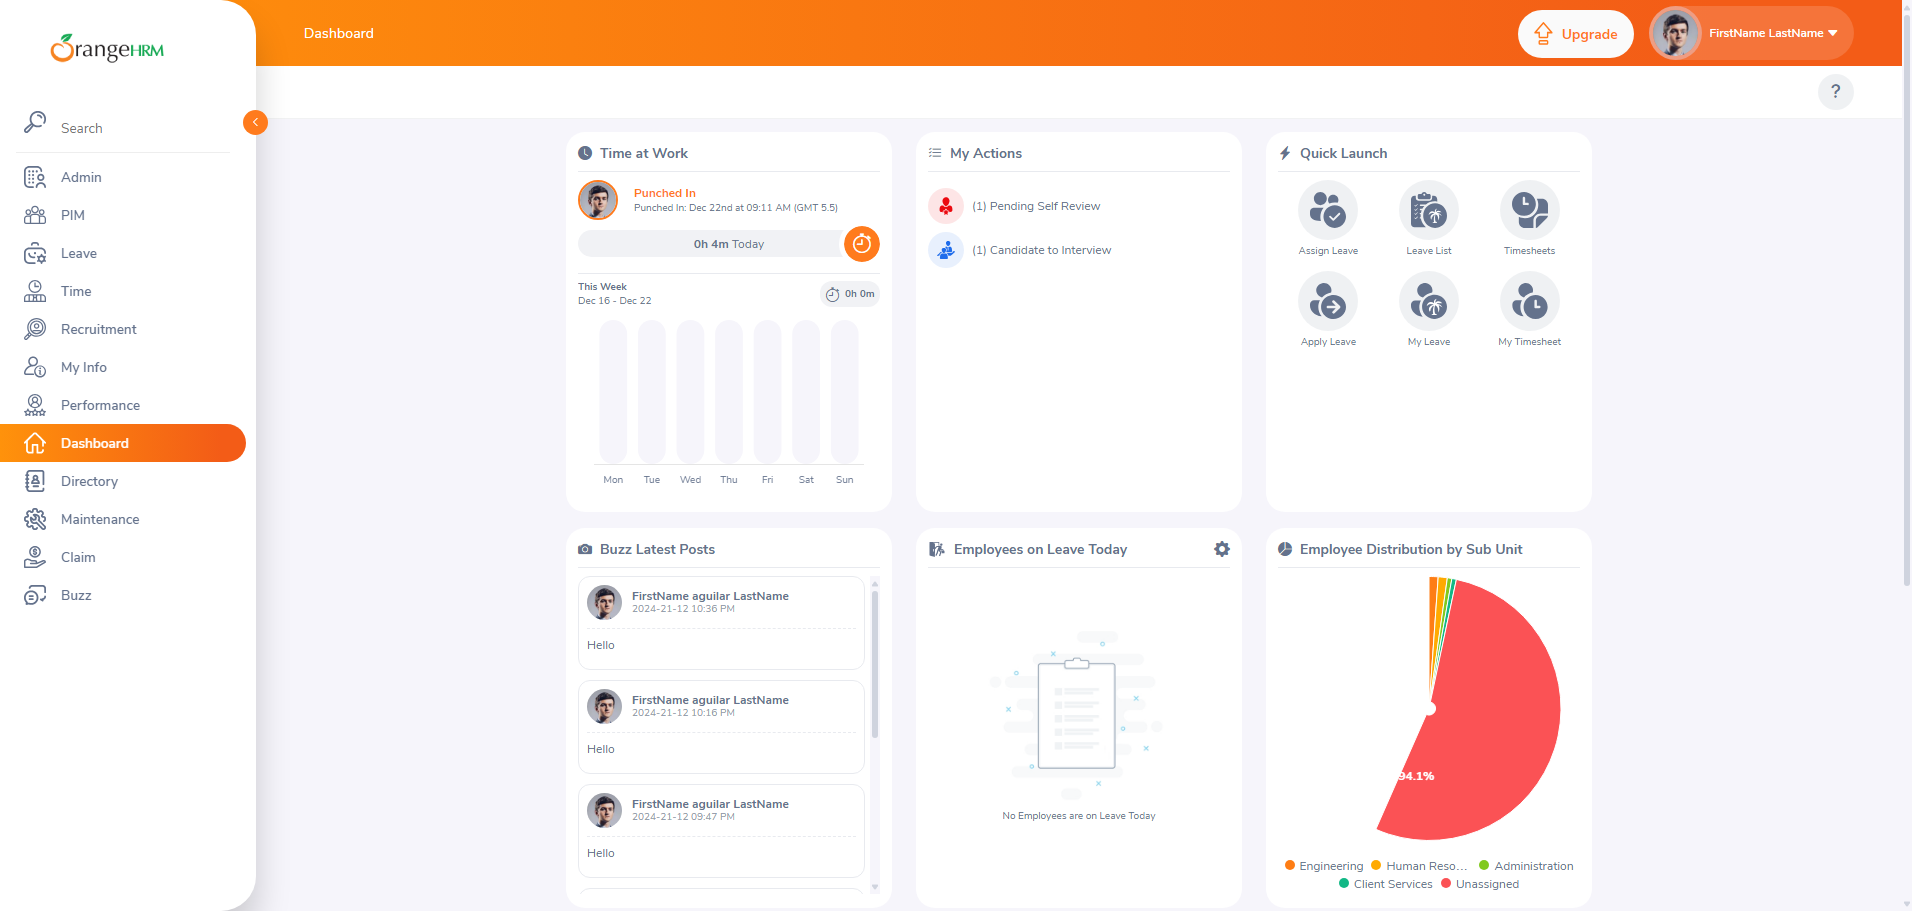 OrangeHRM
Dashboard
Upgrade
FirstName LastName
?
Search
Admin
PIM
Leave
Time
Recruitment
My Info
Performance
Dashboard
Directory
Maintenance
Claim
Buzz
Time at Work
Punched In
Punched In: Dec 22nd at 09:11 AM (GMT 5.5)
0h 4m Today
This Week
Dec 16 - Dec 22
0h 0m
Mon Tue Wed Thu Fri Sat Sun
My Actions
(1) Pending Self Review
(1) Candidate to Interview
Quick Launch
Assign Leave Leave List Timesheets
Apply Leave My Leave My Timesheet
Buzz Latest Posts
FirstName aguilar LastName
2024-21-12 10:36 PM
Hello
FirstName aguilar LastName
2024-21-12 10:16 PM
Hello
FirstName aguilar LastName
2024-21-12 09:47 PM
Hello
Employees on Leave Today
No Employees are on Leave Today
Employee Distribution by Sub Unit
94.1%
Engineering Human Reso... Administration
Client Services Unassigned